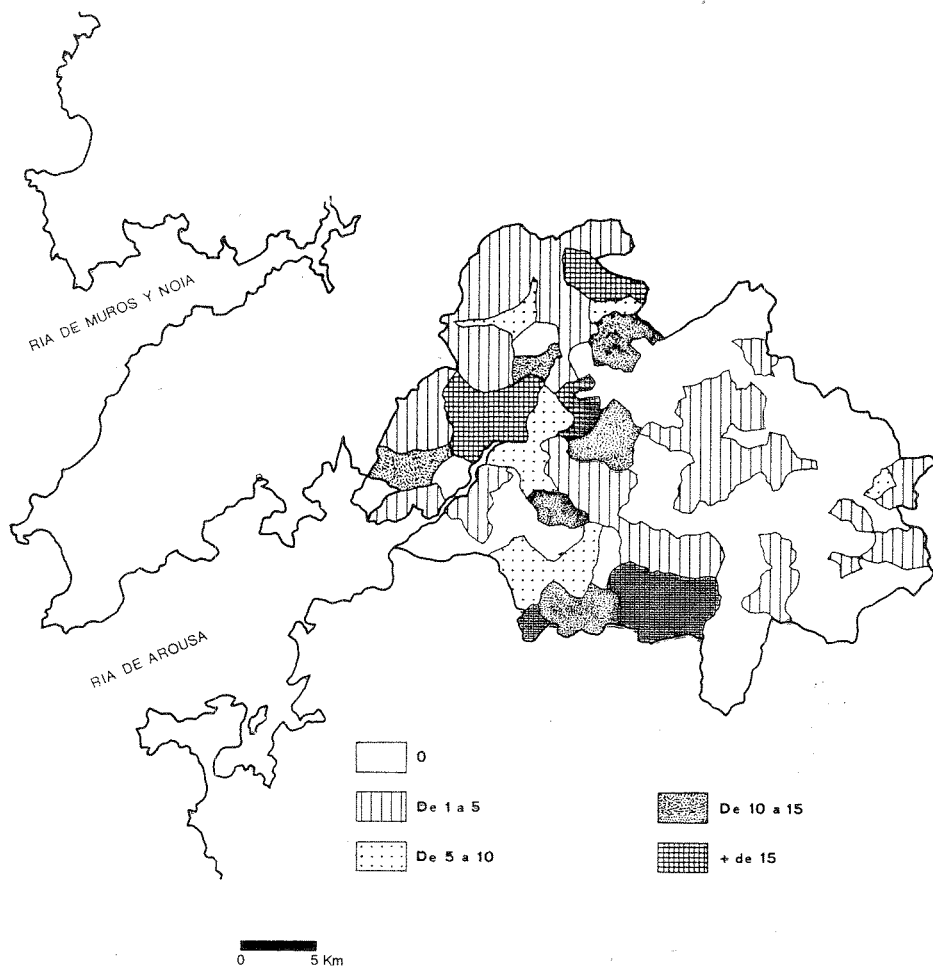 RIA DE MUROS Y NOIA
RIA DE AROUSA
0
De 1 a 5
De 5 a 10
De 10 a 15
+ de 15
0 5 Km